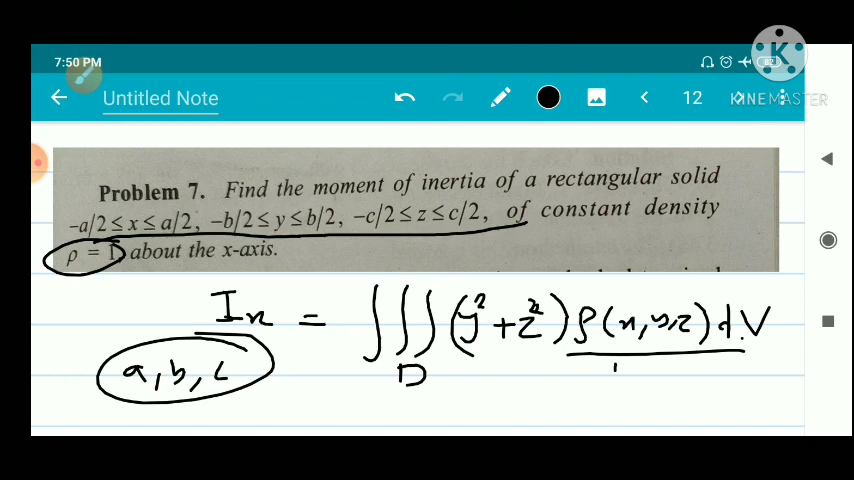 7:50 PM
82
K
KINEMASTER
Untitled Note
12
Problem 7. Find the moment of inertia of a rectangular solid
-a/2 ≤ x ≤ a/2, -b/2 ≤ y ≤ b/2, -c/2 ≤ z ≤ c/2, of constant density
ρ = 1, about the x-axis.
Ix = ∭ (y² + z²) ρ(x, y, z) dV
D
a, b, c